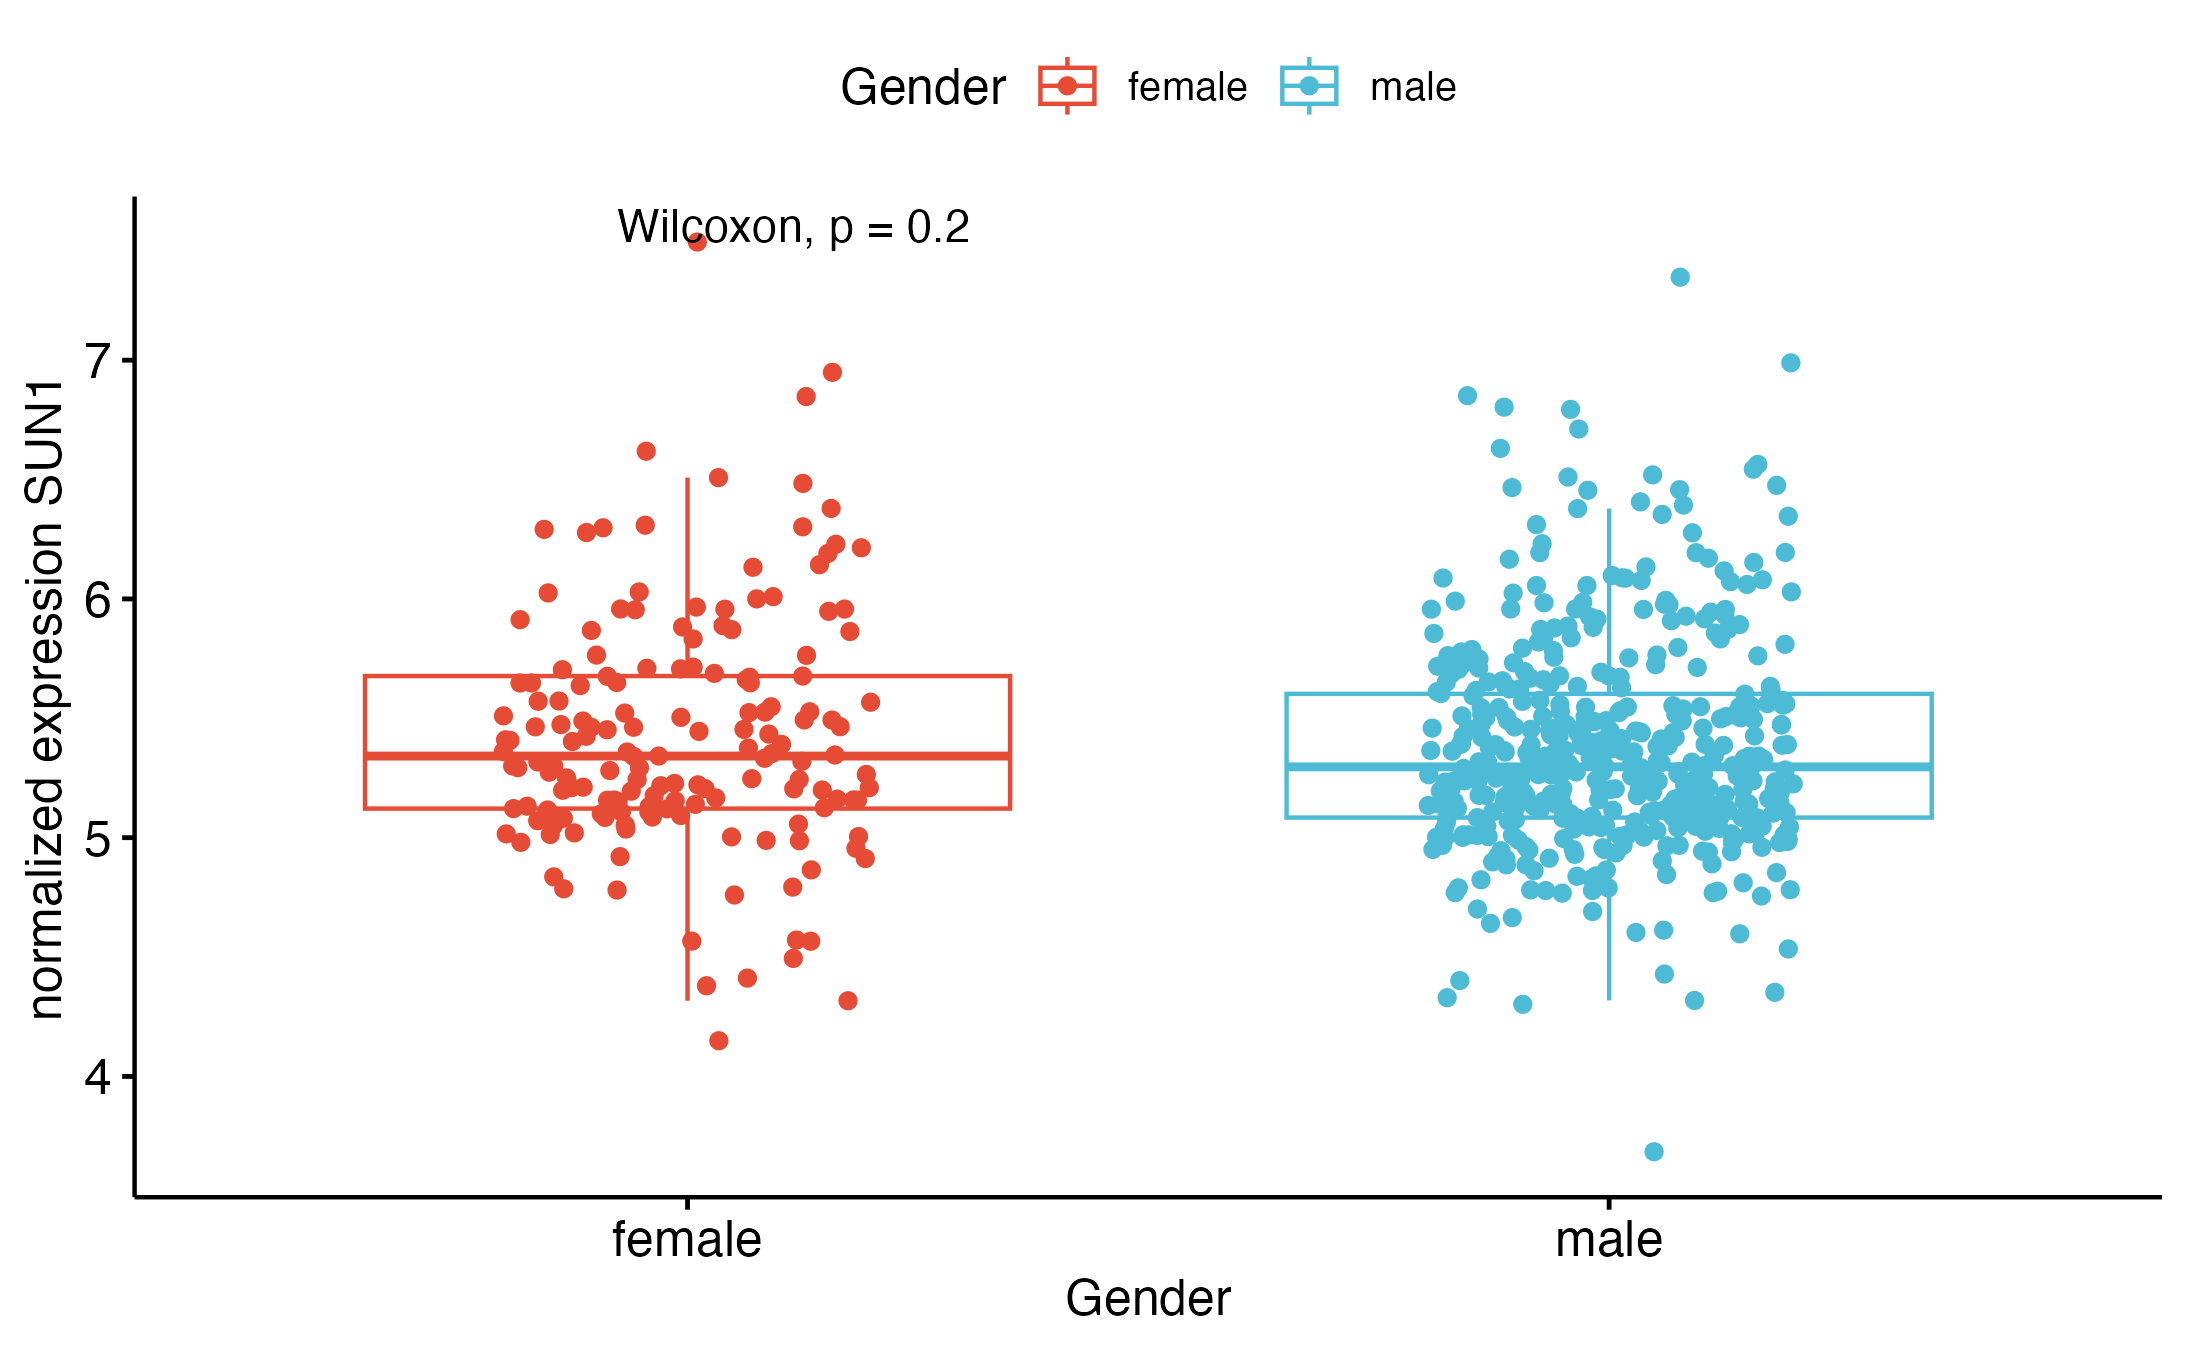 Gender female male
Wilcoxon, p = 0.2
normalized expression SUN1
7
6
5
4
female male
Gender